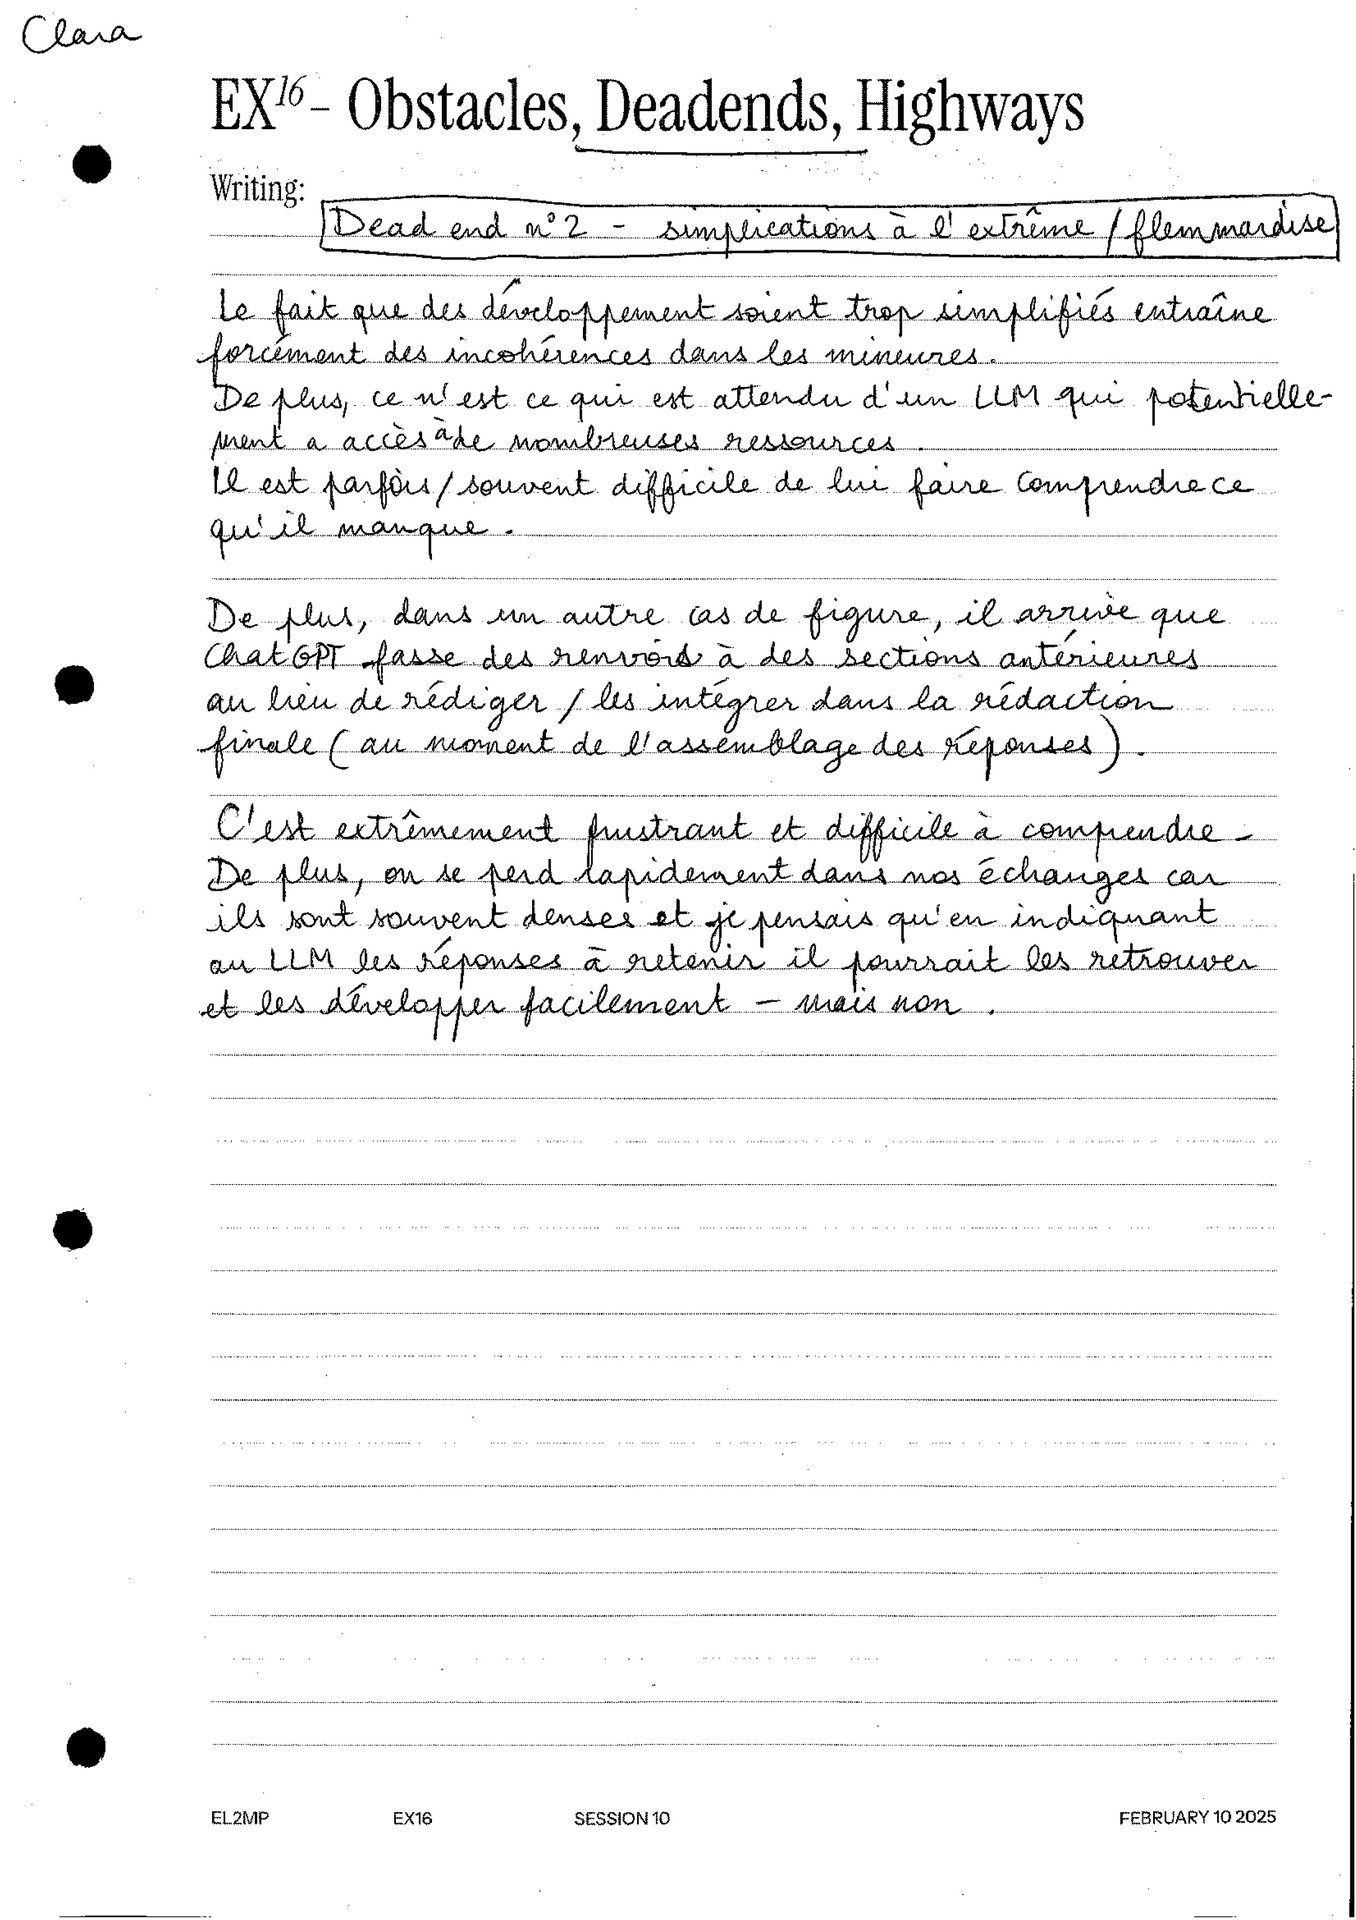 Clara
EX16 - Obstacles, Deadends, Highways
Writing:
Dead end n°2 - simplications à l'extrême / flemmardise
Le fait que des développement soient trop simplifiés entraîne
forcément des incohérences dans les mineures.
De plus, ce n'est ce qui est attendu d'un LLM qui potentielle-
ment a accès à de nombreuses ressources.
Il est parfois/souvent difficile de lui faire comprendre ce
qu'il manque.
De plus, dans un autre cas de figure, il arrive que
ChatGPT fasse des renvois à des sections antérieures
au lieu de rédiger / les intégrer dans la rédaction
finale (au moment de l'assemblage des réponses).
C'est extrêmement frustrant et difficile à comprendre -
De plus, on se perd rapidement dans nos échanges car
ils sont souvent denses et je pensais qu'en indiquant
au LLM les réponses à retenir il pourrait les retrouver
et les développer facilement - mais non.
EL2MP EX16 SESSION 10 FEBRUARY 10 2025